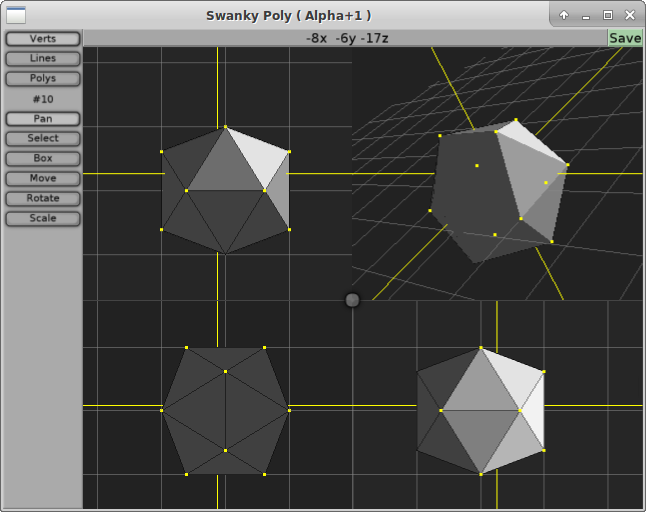 Swanky Poly ( Alpha+1 )
-8x -6y -17z
Save
Verts
Lines
Polys
#10
Pan
Select
Box
Move
Rotate
Scale